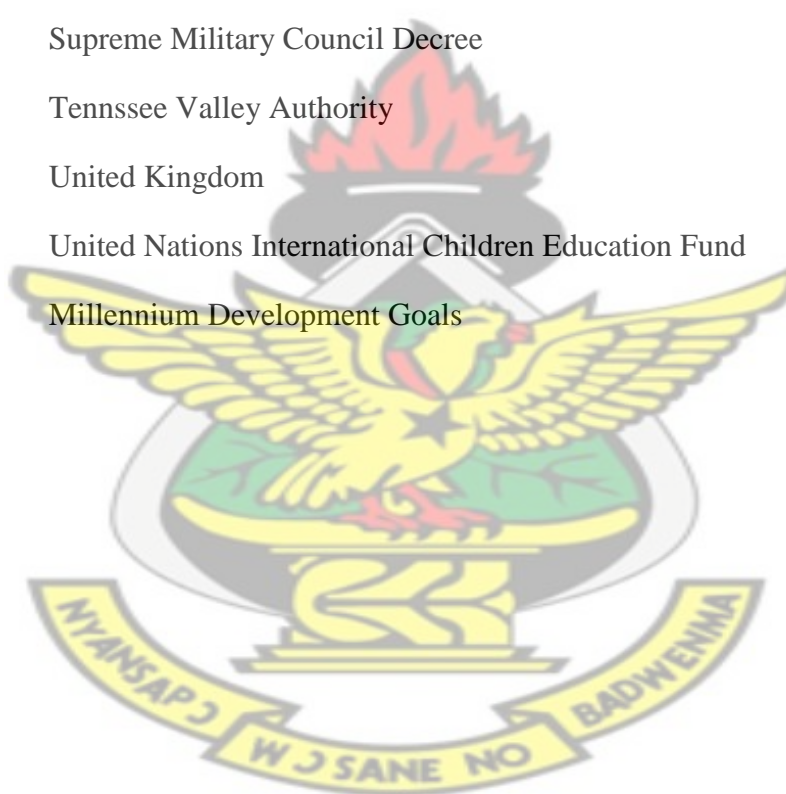 Supreme Military Council Decree
Tennssee Valley Authority
United Kingdom
United Nations International Children Education Fund
Millennium Development Goals
NYANSAPƆ WƆSANE NO BADWENMA